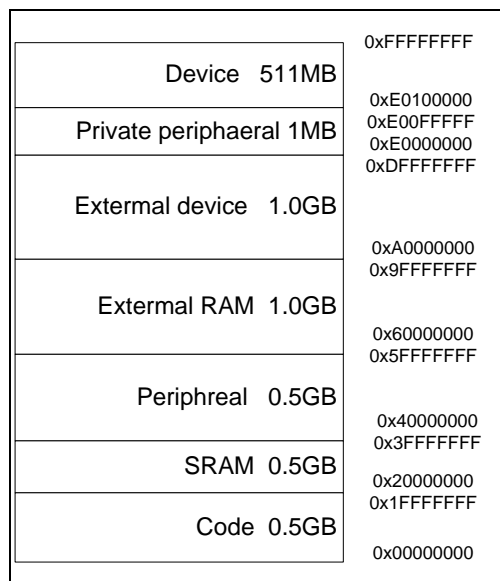 0xFFFFFFFF
Device 511MB
0xE0100000
Private periphaeral 1MB
0xE00FFFFF
0xE0000000
0xDFFFFFFF
Extermal device 1.0GB
0xA0000000
0x9FFFFFFF
Extermal RAM 1.0GB
0x60000000
0x5FFFFFFF
Periphreal 0.5GB
0x40000000
0x3FFFFFFF
SRAM 0.5GB
0x20000000
0x1FFFFFFF
Code 0.5GB
0x00000000